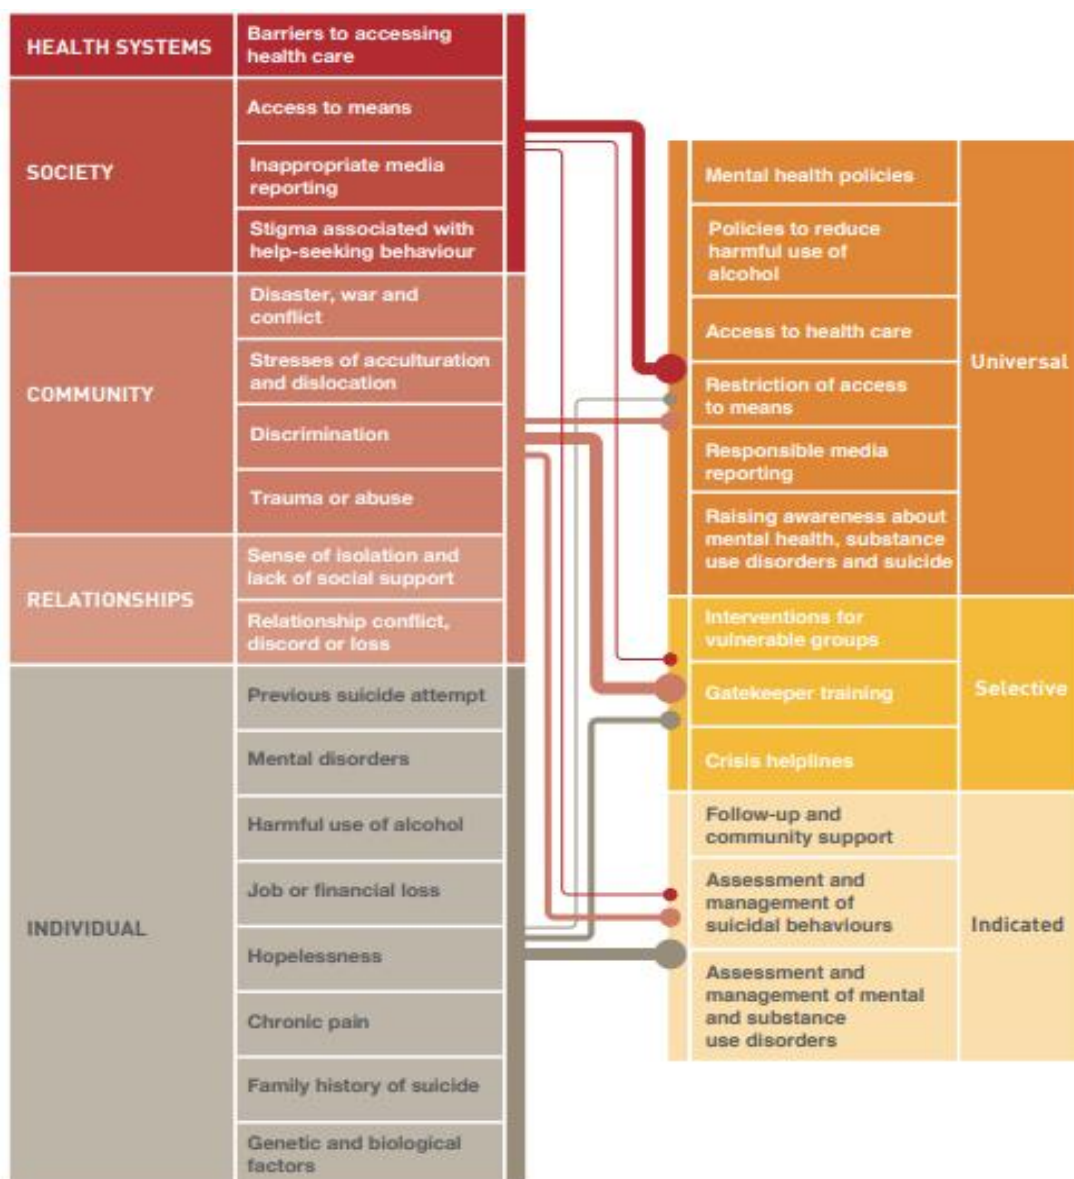 HEALTH SYSTEMS
Barriers to accessing
health care
SOCIETY
Access to means
Inappropriate media
reporting
Stigma associated with
help-seeking behaviour
COMMUNITY
Disaster, war and
conflict
Stresses of acculturation
and dislocation
Discrimination
Trauma or abuse
RELATIONSHIPS
Sense of isolation and
lack of social support
Relationship conflict,
discord or loss
INDIVIDUAL
Previous suicide attempt
Mental disorders
Harmful use of alcohol
Job or financial loss
Hopelessness
Chronic pain
Family history of suicide
Genetic and biological
factors
Mental health policies
Policies to reduce
harmful use of
alcohol
Access to health care
Restriction of access
to means
Responsible media
reporting
Raising awareness about
mental health, substance
use disorders and suicide
Universal
Interventions for
vulnerable groups
Gatekeeper training
Crisis helplines
Selective
Follow-up and
community support
Assessment and
management of
suicidal behaviours
Assessment and
management of mental
and substance
use disorders
Indicated